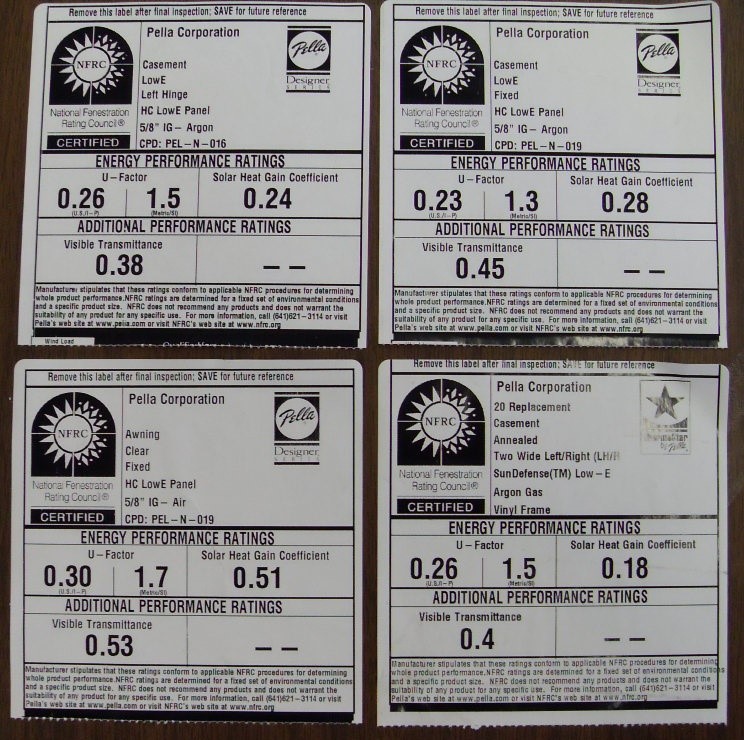 Remove this label after final inspection; SAVE for future reference
NFRC
National Fenestration
Rating Council®
CERTIFIED
Pella Corporation
Casement
LowE
Left Hinge
HC LowE Panel
5/8" IG – Argon
CPD: PEL–N–016
Pella
Designer
SERIES
ENERGY PERFORMANCE RATINGS
U–Factor Solar Heat Gain Coefficient
0.26 1.5 0.24
(U.S./I–P) (Metric/SI)
ADDITIONAL PERFORMANCE RATINGS
Visible Transmittance
0.38 — —
Manufacturer stipulates that these ratings conform to applicable NFRC procedures for determining
whole product performance.NFRC ratings are determined for a fixed set of environmental conditions
and a specific product size. NFRC does not recommend any products and does not warrant the
suitability of any product for any specific use. For more information, call (641)621–3114 or visit
Pella's web site at www.pella.com or visit NFRC's web site at www.nfrc.org
Wind Load
Remove this label after final inspection; SAVE for future reference
NFRC
National Fenestration
Rating Council®
CERTIFIED
Pella Corporation
Casement
LowE
Fixed
HC LowE Panel
5/8" IG – Argon
CPD: PEL–N–019
Pella
Designer
SERIES
ENERGY PERFORMANCE RATINGS
U–Factor Solar Heat Gain Coefficient
0.23 1.3 0.28
(U.S./I–P) (Metric/SI)
ADDITIONAL PERFORMANCE RATINGS
Visible Transmittance
0.45 — —
Manufacturer stipulates that these ratings conform to applicable NFRC procedures for determining
whole product performance.NFRC ratings are determined for a fixed set of environmental conditions
and a specific product size. NFRC does not recommend any products and does not warrant the
suitability of any product for any specific use. For more information, call (641)621–3114 or visit
Pella's web site at www.pella.com or visit NFRC's web site at www.nfrc.org
Remove this label after final inspection; SAVE for future reference
NFRC
National Fenestration
Rating Council®
CERTIFIED
Pella Corporation
Awning
Clear
Fixed
HC LowE Panel
5/8" IG – Air
CPD: PEL–N–019
Pella
Designer
SERIES
ENERGY PERFORMANCE RATINGS
U–Factor Solar Heat Gain Coefficient
0.30 1.7 0.51
(U.S./I–P) (Metric/SI)
ADDITIONAL PERFORMANCE RATINGS
Visible Transmittance
0.53 — —
Manufacturer stipulates that these ratings conform to applicable NFRC procedures for determining
whole product performance.NFRC ratings are determined for a fixed set of environmental conditions
and a specific product size. NFRC does not recommend any products and does not warrant the
suitability of any product for any specific use. For more information, call (641)621–3114 or visit
Pella's web site at www.pella.com or visit NFRC's web site at www.nfrc.org
Remove this label after final inspection; SAVE for future reference
NFRC
National Fenestration
Rating Council®
CERTIFIED
Pella Corporation
20 Replacement
Casement
Annealed
Two Wide Left/Right (LH/R
SunDefense(TM) Low–E
Argon Gas
Vinyl Frame
by Pella
ENERGY PERFORMANCE RATINGS
U–Factor Solar Heat Gain Coefficient
0.26 1.5 0.18
(U.S./I–P) (Metric/SI)
ADDITIONAL PERFORMANCE RATINGS
Visible Transmittance
0.4 — —
Manufacturer stipulates that these ratings conform to applicable NFRC procedures for determining
whole product performance.NFRC ratings are determined for a fixed set of environmental conditions
and a specific product size. NFRC does not recommend any products and does not warrant the
suitability of any product for any specific use. For more information, call (641)621–3114 or visit
Pella's web site at www.pella.com or visit NFRC's web site at www.nfrc.org